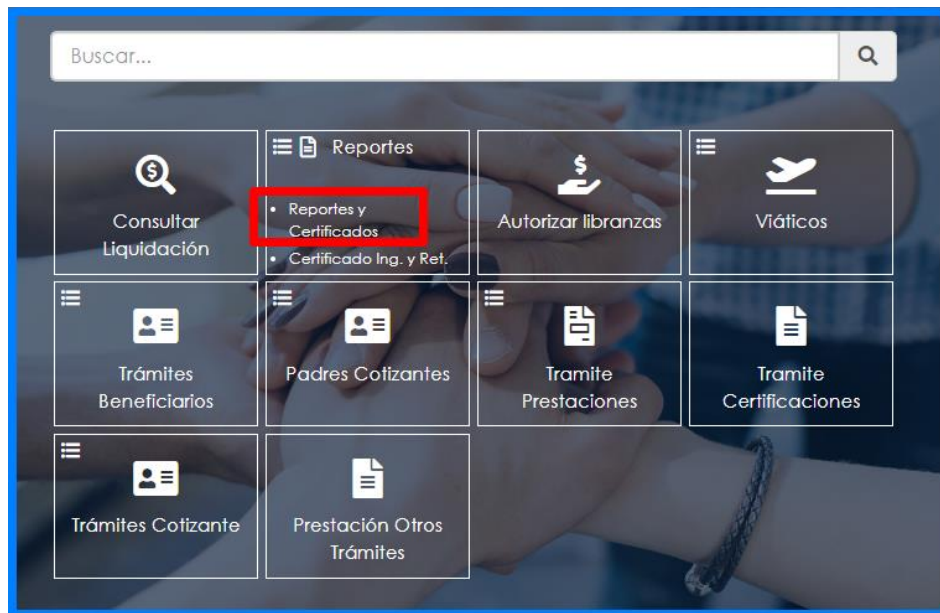 Buscar...
Consultar
Liquidación
Reportes
Reportes y
Certificados
Certificado Ing. y Ret.
Autorizar libranzas
Viáticos
Trámites
Beneficiarios
Padres Cotizantes
Tramite
Prestaciones
Tramite
Certificaciones
Trámites Cotizante
Prestación Otros
Trámites